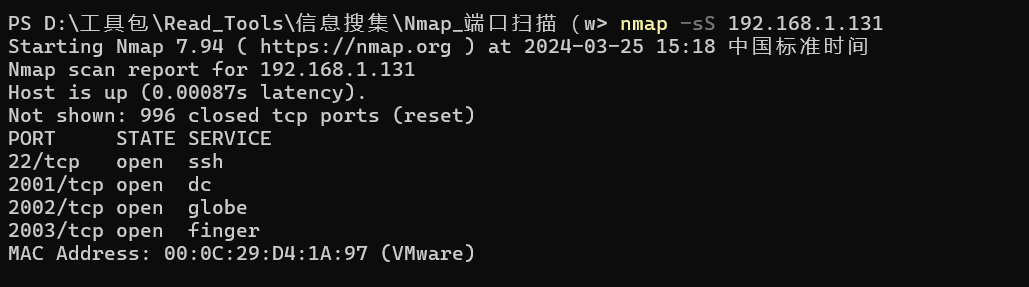 PS D:\工具包\Read_Tools\信息搜集\Nmap_端口扫描 (w> nmap -sS 192.168.1.131
Starting Nmap 7.94 ( https://nmap.org ) at 2024-03-25 15:18 中国标准时间
Nmap scan report for 192.168.1.131
Host is up (0.00087s latency).
Not shown: 996 closed tcp ports (reset)
PORT     STATE SERVICE
22/tcp   open  ssh
2001/tcp open  dc
2002/tcp open  globe
2003/tcp open  finger
MAC Address: 00:0C:29:D4:1A:97 (VMware)